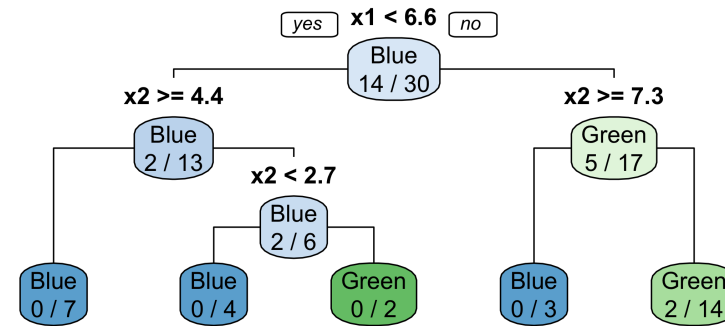 yes x1 < 6.6 no
Blue
14 / 30
x2 >= 4.4 x2 >= 7.3
Blue Green
2 / 13 5 / 17
x2 < 2.7
Blue
2 / 6
Blue Blue Green Blue Green
0 / 7 0 / 4 0 / 2 0 / 3 2 / 14